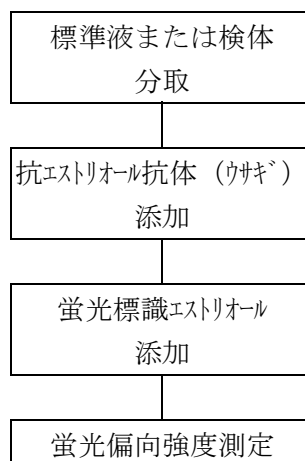 標準液または検体
分取
抗ｴｽﾄﾘｵｰﾙ抗体（ｳｻｷﾞ）
添加
蛍光標識ｴｽﾄﾘｵｰﾙ
添加
蛍光偏向強度測定